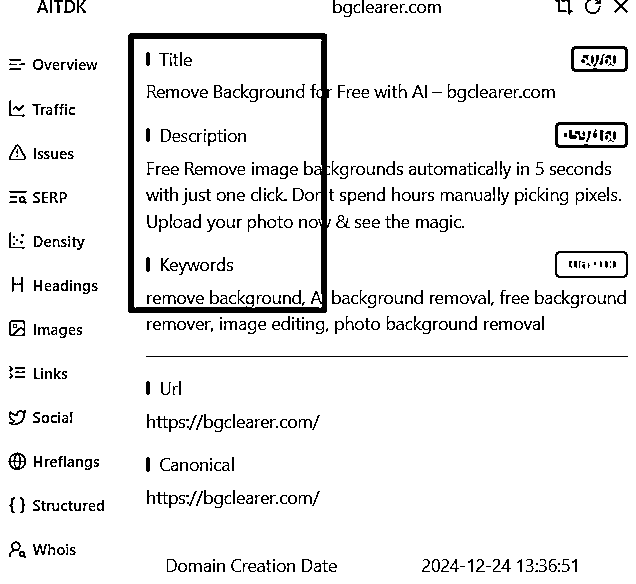 AITDK
bgclearer.com
Overview
Traffic
Issues
SERP
Density
Headings
Images
Links
Social
Hreflangs
Structured
Whois
Title
Remove Background for Free with AI – bgclearer.com
Description
Free Remove image backgrounds automatically in 5 seconds
with just one click. Don't spend hours manually picking pixels.
Upload your photo now & see the magic.
Keywords
remove background, AI background removal, free background
remover, image editing, photo background removal
Url
https://bgclearer.com/
Canonical
https://bgclearer.com/
Domain Creation Date 2024-12-24 13:36:51